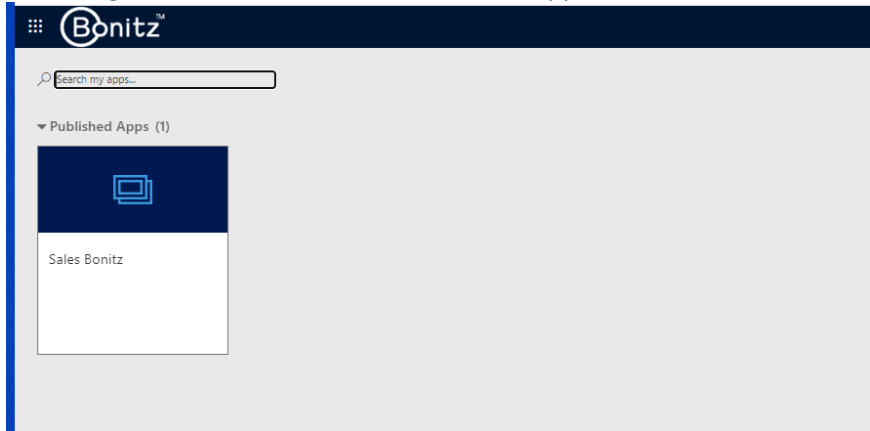 Bonitz™
Search my apps...
Published Apps (1)
Sales Bonitz